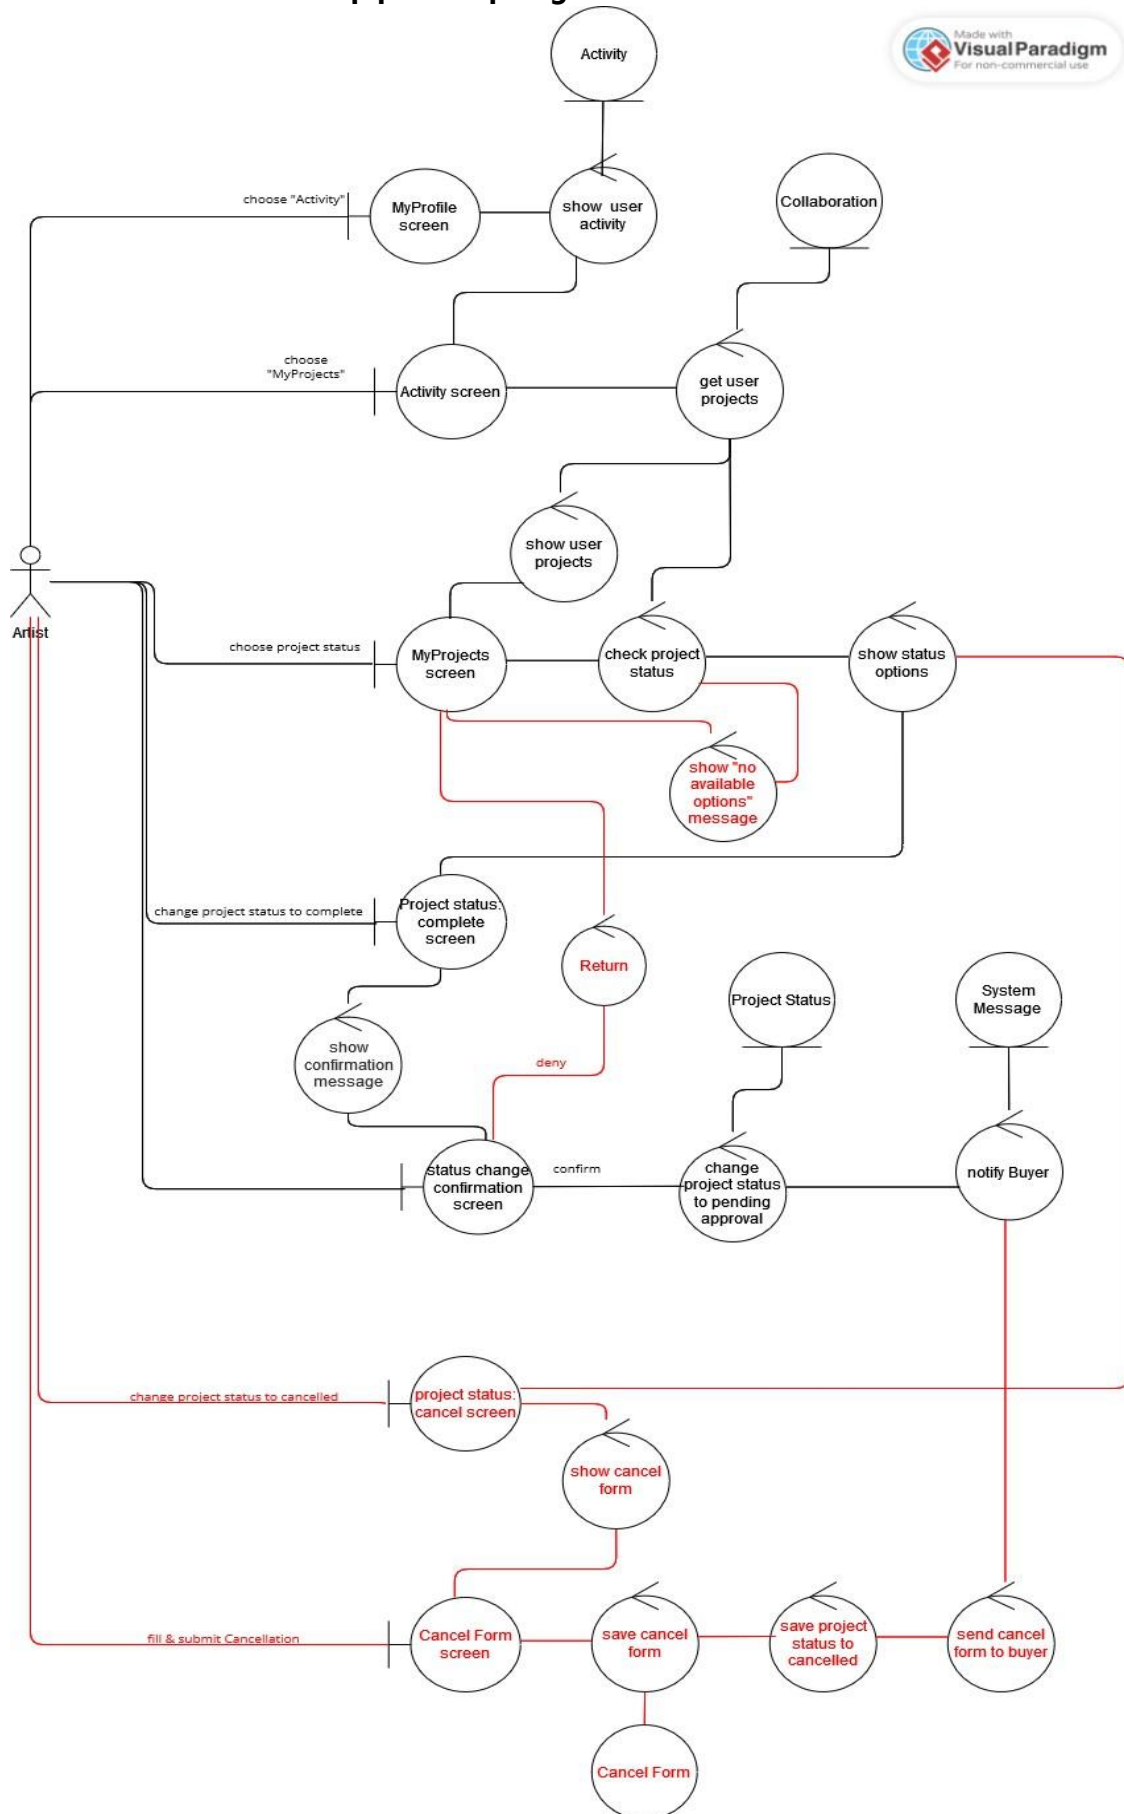 Made with
Visual Paradigm
For non-commercial use
Activity
choose "Activity"
MyProfile
screen
show user
activity
Collaboration
choose
"MyProjects"
Activity screen
get user
projects
show user
projects
Artist
choose project status
MyProjects
screen
check project
status
show status
options
show "no
available
options"
message
change project status to complete
Project status:
complete
screen
Return
Project Status
System
Message
show
confirmation
message
deny
status change
confirmation
screen
confirm
change
project status
to pending
approval
notify Buyer
change project status to cancelled
project status:
cancel screen
show cancel
form
fill & submit Cancellation
Cancel Form
screen
save cancel
form
save project
status to
cancelled
send cancel
form to buyer
Cancel Form